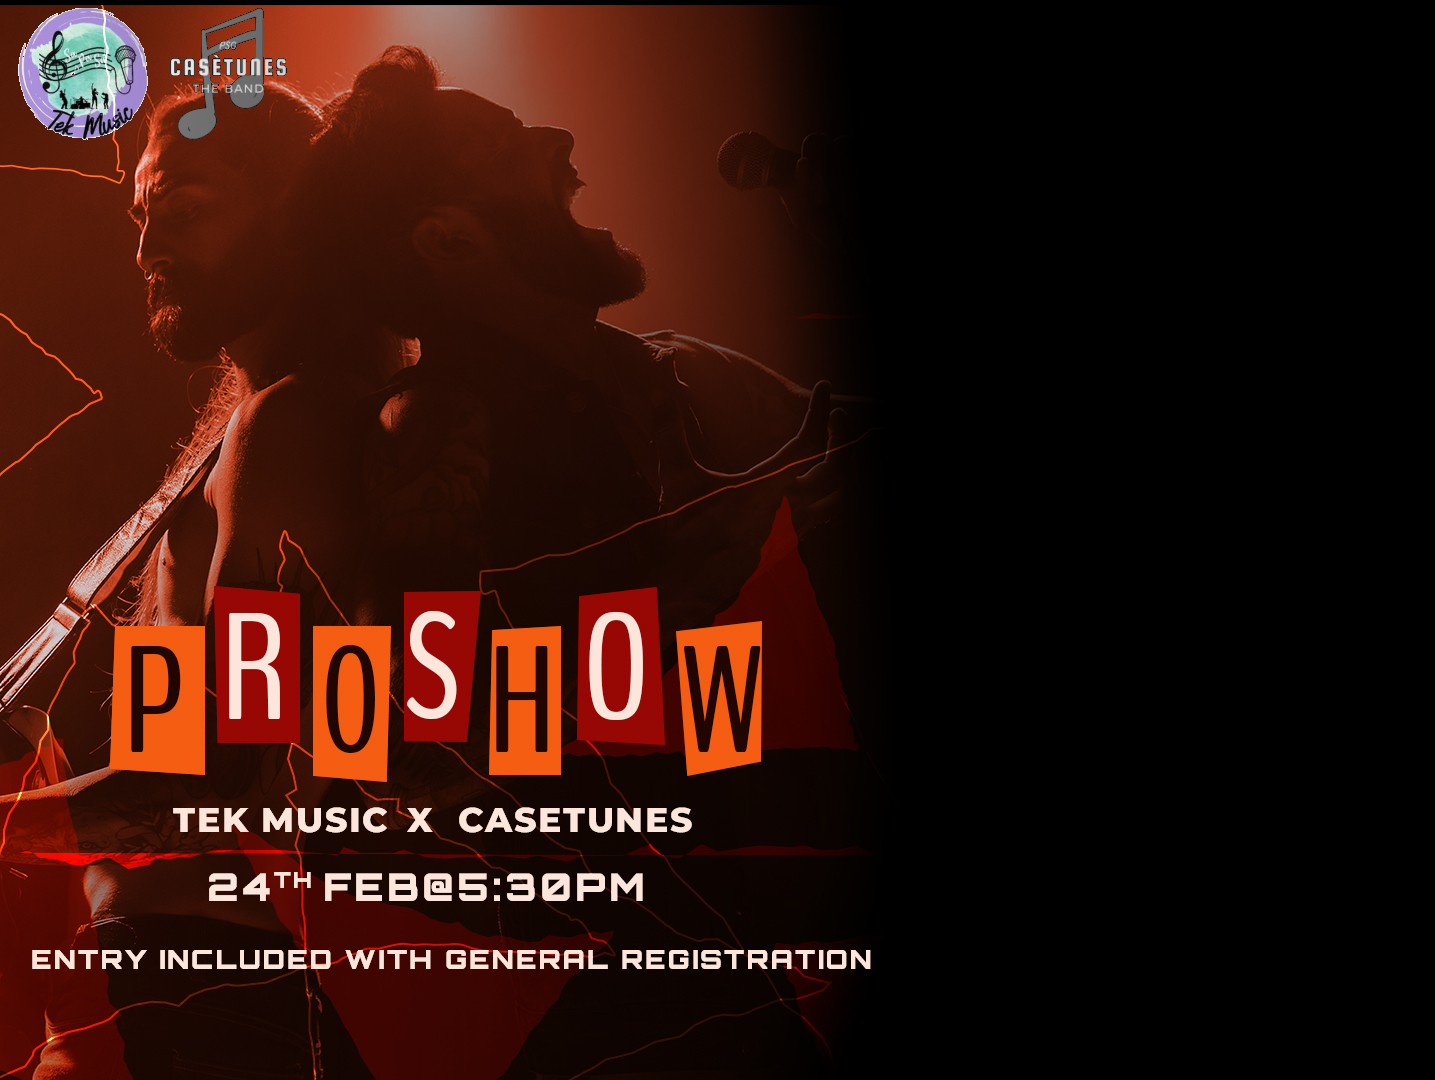 Tek Music
PSG
CASÈTUNES
THE BAND
PROSHOW
TEK MUSIC X CASETUNES
24TH FEB@5:30PM
ENTRY INCLUDED WITH GENERAL REGISTRATION